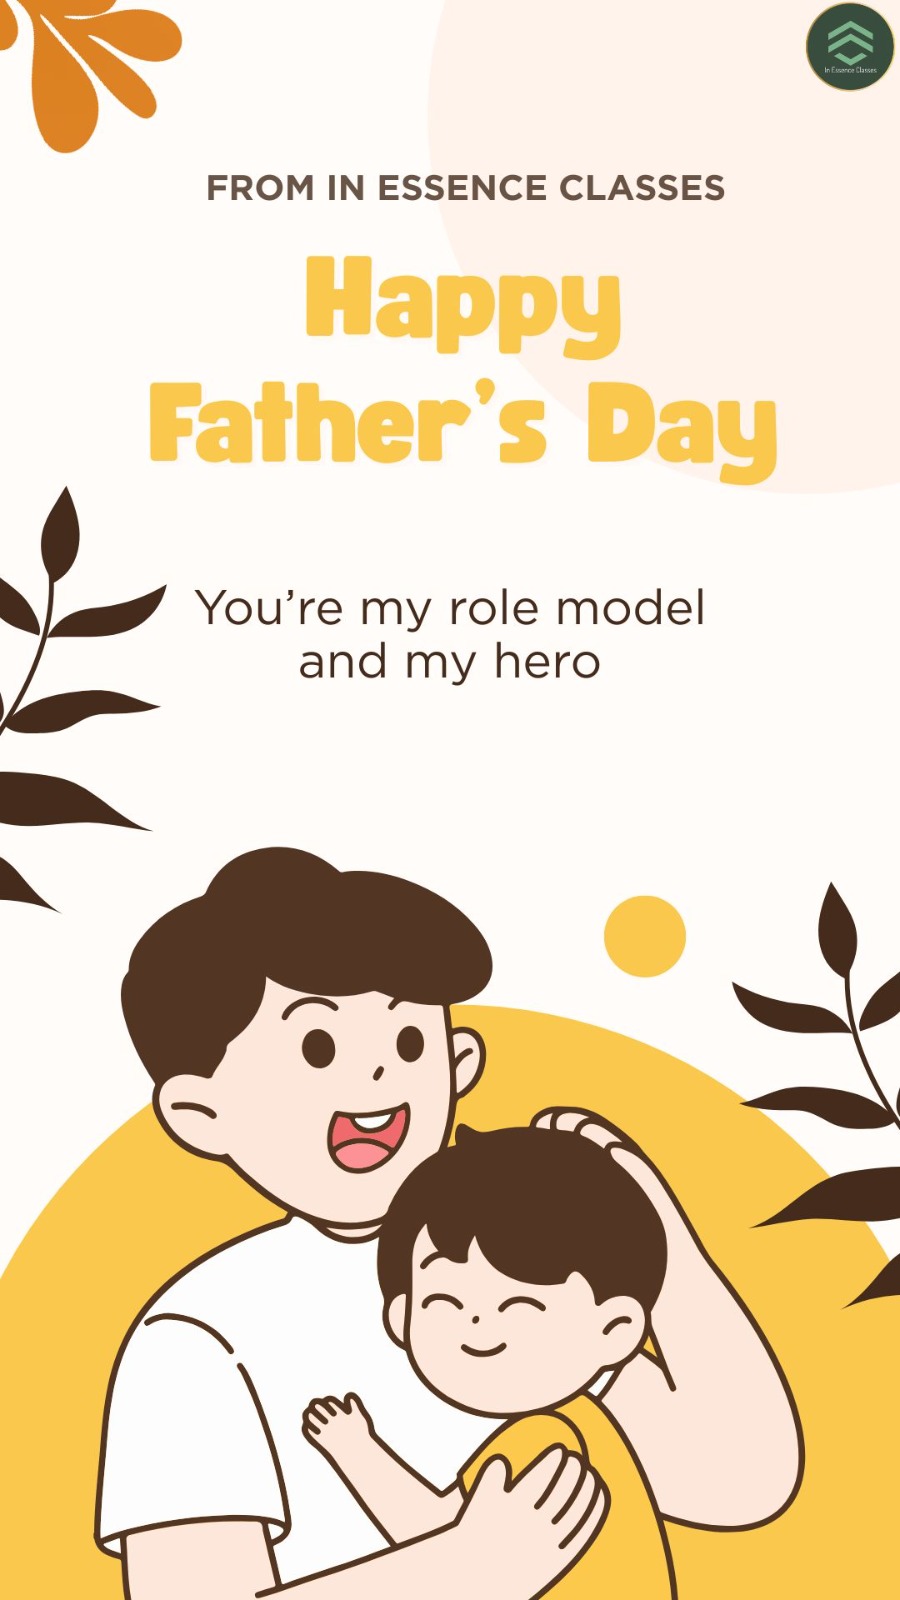 In Essence Classes
FROM IN ESSENCE CLASSES
Happy
Father’s Day
You’re my role model
and my hero